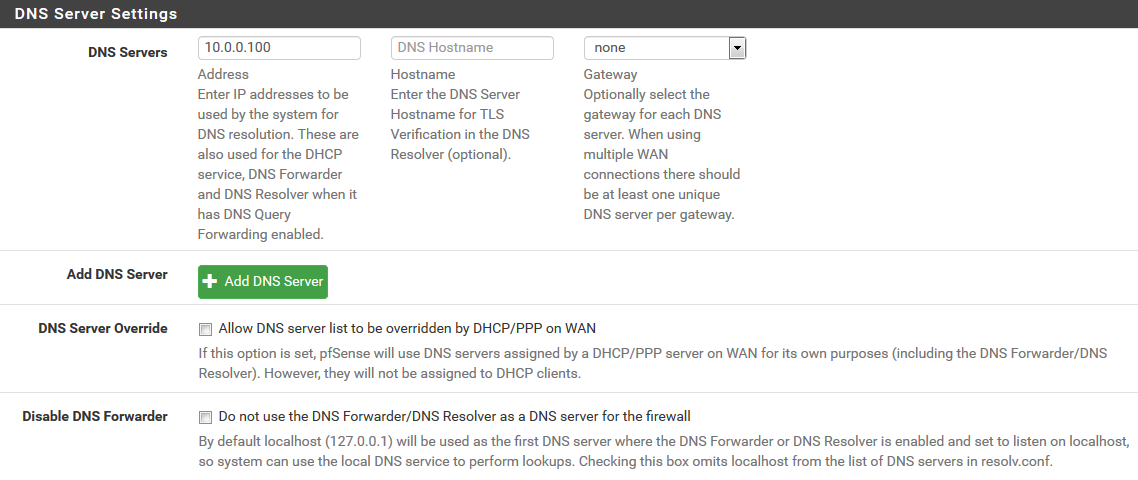 DNS Server Settings
DNS Servers
10.0.0.100
DNS Hostname
none
Address
Enter IP addresses to be
used by the system for
DNS resolution. These are
also used for the DHCP
service, DNS Forwarder
and DNS Resolver when it
has DNS Query
Forwarding enabled.
Hostname
Enter the DNS Server
Hostname for TLS
Verification in the DNS
Resolver (optional).
Gateway
Optionally select the
gateway for each DNS
server. When using
multiple WAN
connections there should
be at least one unique
DNS server per gateway.
Add DNS Server
Add DNS Server
DNS Server Override
Allow DNS server list to be overridden by DHCP/PPP on WAN
If this option is set, pfSense will use DNS servers assigned by a DHCP/PPP server on WAN for its own purposes (including the DNS Forwarder/DNS
Resolver). However, they will not be assigned to DHCP clients.
Disable DNS Forwarder
Do not use the DNS Forwarder/DNS Resolver as a DNS server for the firewall
By default localhost (127.0.0.1) will be used as the first DNS server where the DNS Forwarder or DNS Resolver is enabled and set to listen on localhost,
so system can use the local DNS service to perform lookups. Checking this box omits localhost from the list of DNS servers in resolv.conf.